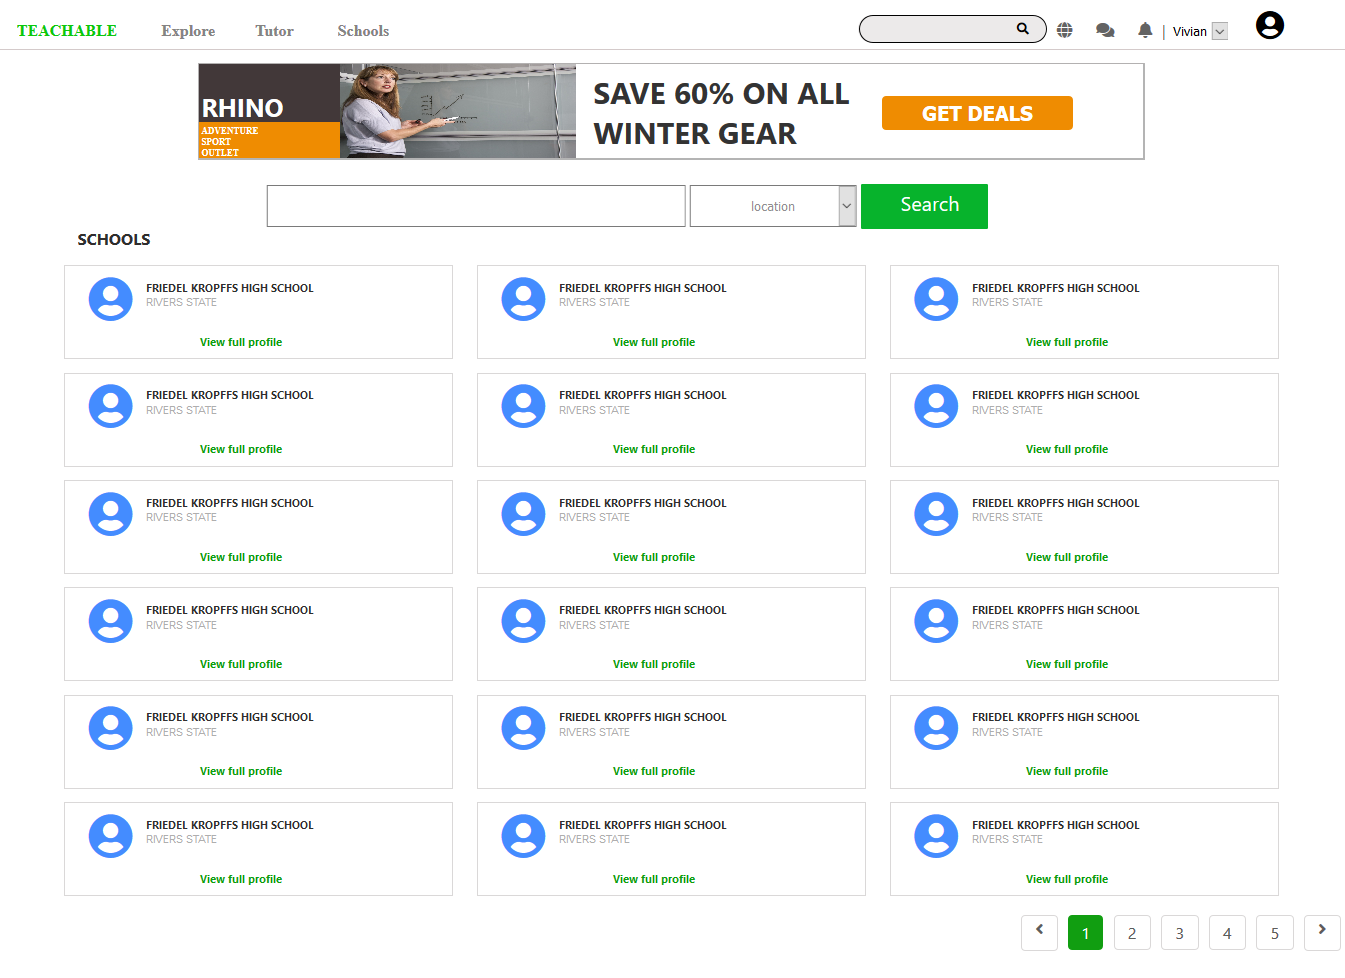 TEACHABLE Explore Tutor Schools | Vivian
RHINO
ADVENTURE
SPORT
OUTLET
SAVE 60% ON ALL
WINTER GEAR
GET DEALS
location Search
SCHOOLS
FRIEDEL KROPFFS HIGH SCHOOL FRIEDEL KROPFFS HIGH SCHOOL FRIEDEL KROPFFS HIGH SCHOOL
RIVERS STATE RIVERS STATE RIVERS STATE
View full profile View full profile View full profile
FRIEDEL KROPFFS HIGH SCHOOL FRIEDEL KROPFFS HIGH SCHOOL FRIEDEL KROPFFS HIGH SCHOOL
RIVERS STATE RIVERS STATE RIVERS STATE
View full profile View full profile View full profile
FRIEDEL KROPFFS HIGH SCHOOL FRIEDEL KROPFFS HIGH SCHOOL FRIEDEL KROPFFS HIGH SCHOOL
RIVERS STATE RIVERS STATE RIVERS STATE
View full profile View full profile View full profile
FRIEDEL KROPFFS HIGH SCHOOL FRIEDEL KROPFFS HIGH SCHOOL FRIEDEL KROPFFS HIGH SCHOOL
RIVERS STATE RIVERS STATE RIVERS STATE
View full profile View full profile View full profile
FRIEDEL KROPFFS HIGH SCHOOL FRIEDEL KROPFFS HIGH SCHOOL FRIEDEL KROPFFS HIGH SCHOOL
RIVERS STATE RIVERS STATE RIVERS STATE
View full profile View full profile View full profile
FRIEDEL KROPFFS HIGH SCHOOL FRIEDEL KROPFFS HIGH SCHOOL FRIEDEL KROPFFS HIGH SCHOOL
RIVERS STATE RIVERS STATE RIVERS STATE
View full profile View full profile View full profile
1 2 3 4 5